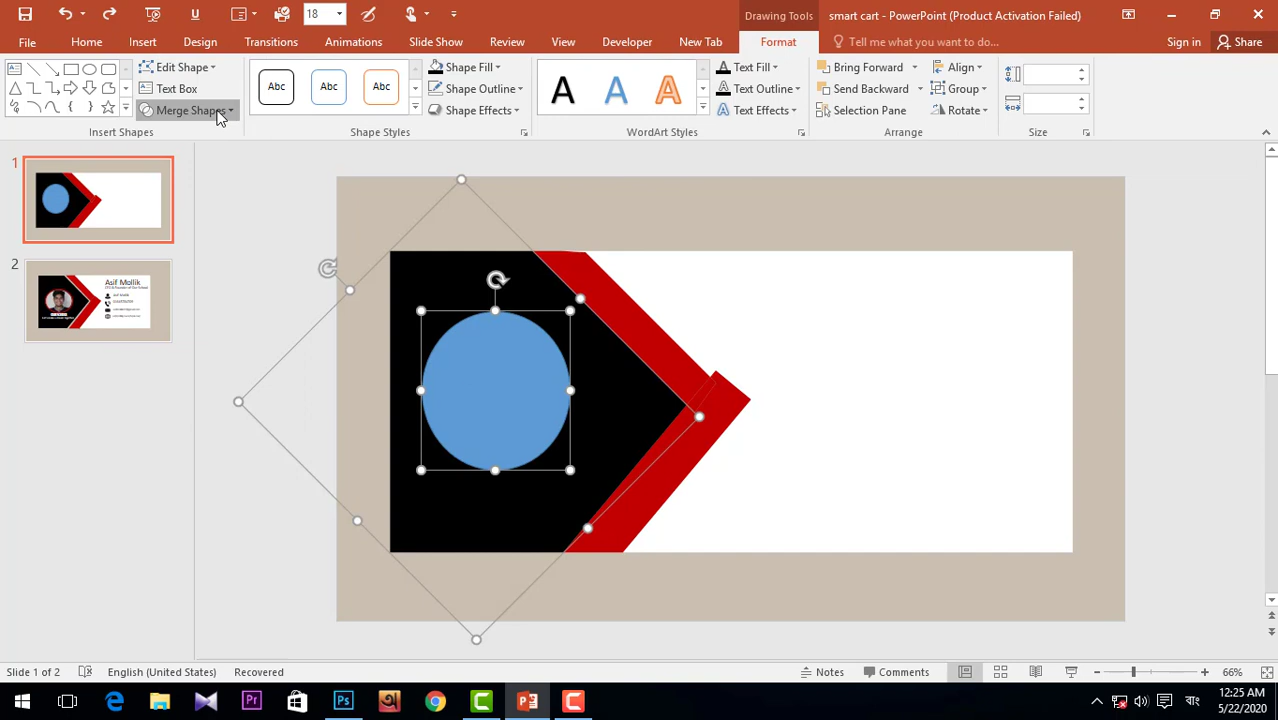 18
Drawing Tools
smart cart - PowerPoint (Product Activation Failed)
File
Home
Insert
Design
Transitions
Animations
Slide Show
Review
View
Developer
New Tab
Format
Tell me what you want to do...
Sign in
Share
Edit Shape
Text Box
Merge Shapes
Insert Shapes
Abc
Abc
Abc
Shape Fill
Shape Outline
Shape Effects
Shape Styles
A
A
A
Text Fill
Text Outline
Text Effects
WordArt Styles
Bring Forward
Send Backward
Selection Pane
Align
Group
Rotate
Arrange
Size
1
2
Asif Mollik
Slide 1 of 2
English (United States)
Recovered
Notes
Comments
66%
12:25 AM
5/22/2020
বাং